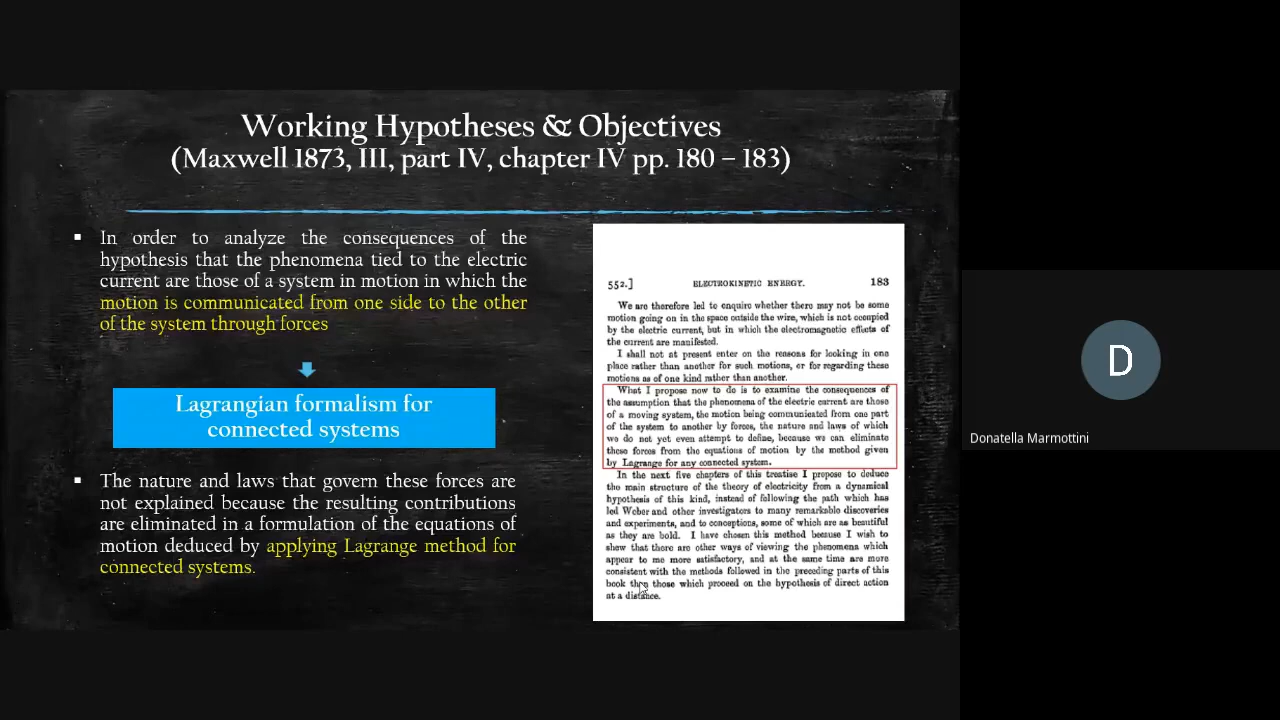 Working Hypotheses & Objectives
(Maxwell 1873, III, part IV, chapter IV pp. 180 – 183)
In order to analyze the consequences of the
hypothesis that the phenomena tied to the electric
current are those of a system in motion in which the
motion is communicated from one side to the other
of the system through forces
Lagrangian formalism for
connected systems
The nature and laws that govern these forces are
not explained because the resulting contributions
are eliminated in a formulation of the equations of
motion deduced by applying Lagrange method for
connected systems.
552.] ELECTROKINETIC ENERGY. 183
We are therefore led to enquire whether there may not be some
motion going on in the space outside the wire, which is not occupied
by the electric current, but in which the electromagnetic effects of
the current are manifested.
I shall not at present enter on the reasons for looking in one
place rather than another for such motions, or for regarding these
motions as of one kind rather than another.
What I propose now to do is to examine the consequences of
the assumption that the phenomena of the electric current are those
of a moving system, the motion being communicated from one part
of the system to another by forces, the nature and laws of which
we do not yet even attempt to define, because we can eliminate
these forces from the equations of motion by the method given
by Lagrange for any connected system.
In the next five chapters of this treatise I propose to deduce
the main structure of the theory of electricity from a dynamical
hypothesis of this kind, instead of following the path which has
led Weber and other investigators to many remarkable discoveries
and experiments, and to conceptions, some of which are as beautiful
as they are bold. I have chosen this method because I wish to
shew that there are other ways of viewing the phenomena which
appear to me more satisfactory, and at the same time are more
consistent with the methods followed in the preceding parts of this
book than those which proceed on the hypothesis of direct action
at a distance.
D
Donatella Marmottini